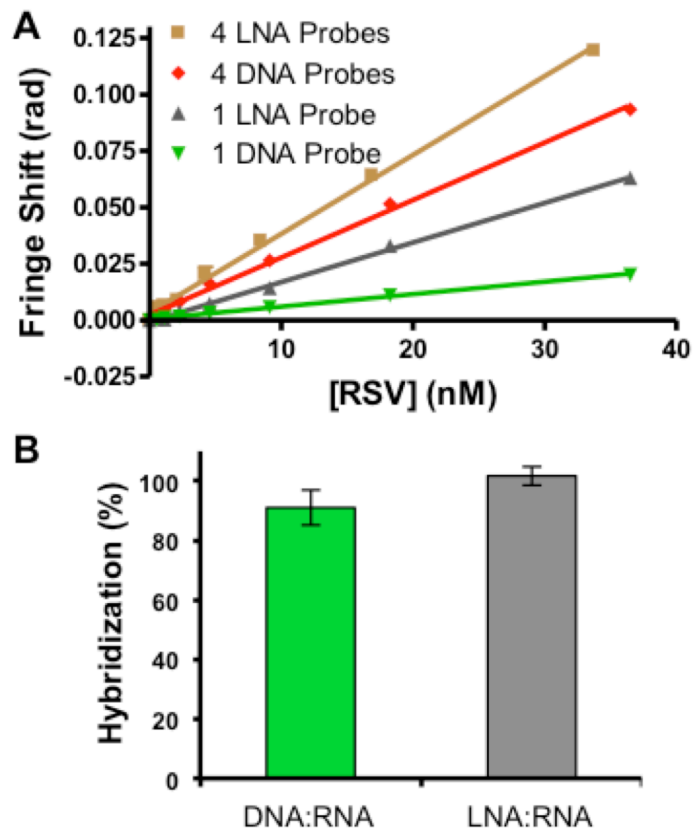 A
0.125
0.100
0.075
0.050
0.025
0.000
-0.025
Fringe Shift (rad)
4 LNA Probes
4 DNA Probes
1 LNA Probe
1 DNA Probe
10
20
30
40
[RSV] (nM)
B
100
80
60
40
20
0
Hybridization (%)
DNA:RNA
LNA:RNA